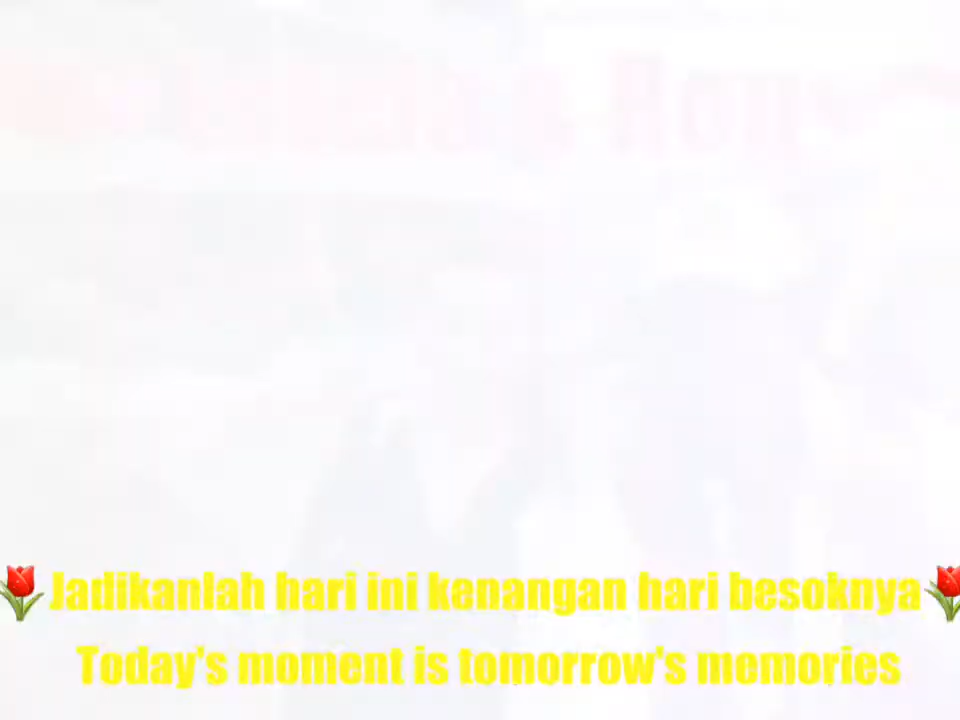 🌷Jadikanlah hari ini kenangan hari besoknya🌷
Today's moment is tomorrow's memories